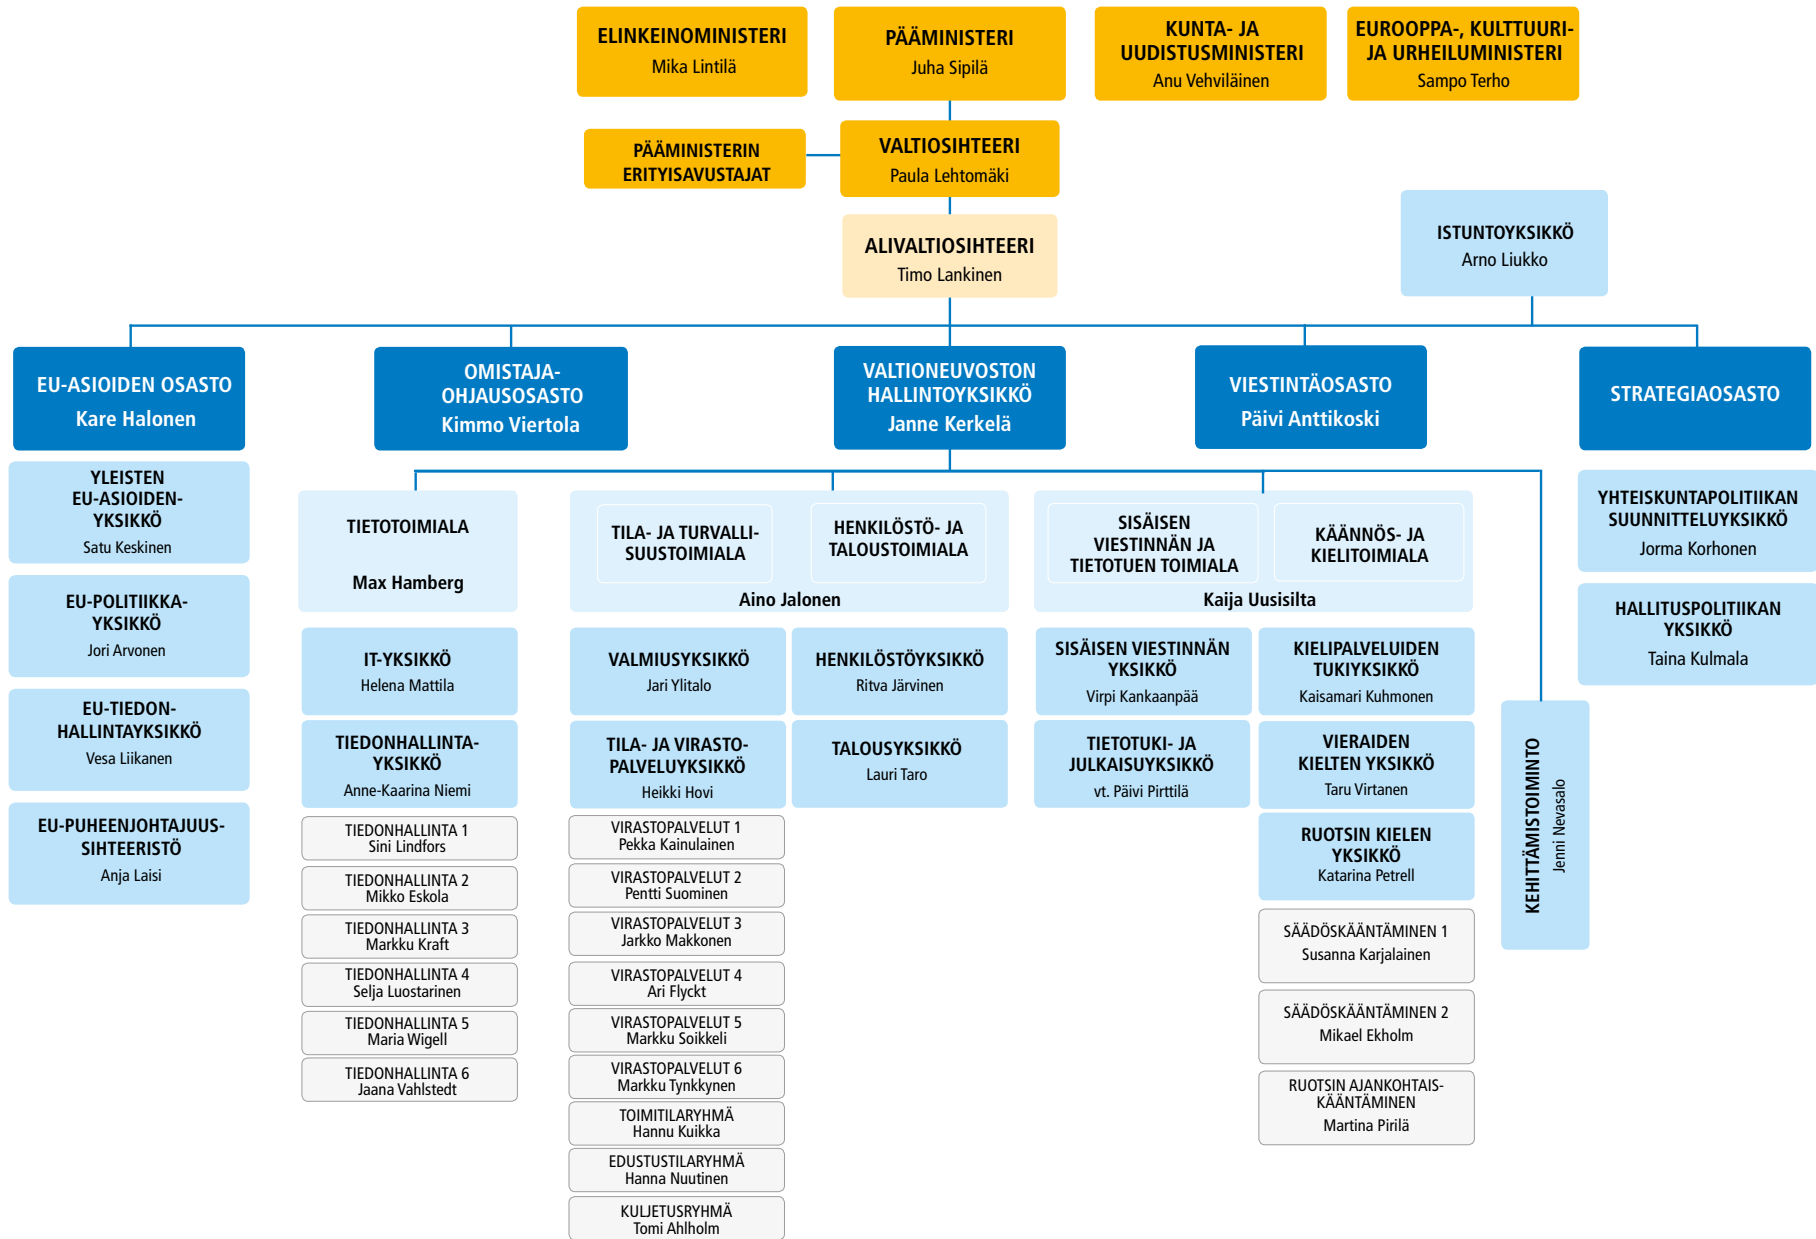 ELINKEINOMINISTERI
Mika Lintilä
PÄÄMINISTERI
Juha Sipilä
KUNTA- JA
UUDISTUSMINISTERI
Anu Vehviläinen
EUROOPPA-, KULTTUURI-
JA URHEILUMINISTERI
Sampo Terho
PÄÄMINISTERIN
ERITYISAVUSTAJAT
VALTIOSIHTEERI
Paula Lehtomäki
ALIVALTIOSIHTEERI
Timo Lankinen
ISTUNTOYKSIKKÖ
Arno Liukko
EU-ASIOIDEN OSASTO
Kare Halonen
OMISTAJA-
OHJAUSOSASTO
Kimmo Viertola
VALTIONEUVOSTON
HALLINTOYKSIKKÖ
Janne Kerkelä
VIESTINTÄOSASTO
Päivi Anttikoski
STRATEGIAOSASTO
YLEISTEN
EU-ASIOIDEN-
YKSIKKÖ
Satu Keskinen
EU-POLITIIKKA-
YKSIKKÖ
Jori Arvonen
EU-TIEDON-
HALLINTAYKSIKKÖ
Vesa Liikanen
EU-PUHEENJOHTAJUUS-
SIHTEERISTÖ
Anja Laisi
TIETOTOIMIALA
Max Hamberg
IT-YKSIKKÖ
Helena Mattila
TIEDONHALLINTA-
YKSIKKÖ
Anne-Kaarina Niemi
TIEDONHALLINTA 1
Sini Lindfors
TIEDONHALLINTA 2
Mikko Eskola
TIEDONHALLINTA 3
Markku Kraft
TIEDONHALLINTA 4
Selja Luostarinen
TIEDONHALLINTA 5
Maria Wigell
TIEDONHALLINTA 6
Jaana Vahlstedt
TILA- JA TURVALLI-
SUUSTOIMIALA
HENKILÖSTÖ- JA
TALOUSTOIMIALA
Aino Jalonen
VALMIUSYKSIKKÖ
Jari Ylitalo
HENKILÖSTÖYKSIKKÖ
Ritva Järvinen
TILA- JA VIRASTO-
PALVELUYKSIKKÖ
Heikki Hovi
TALOUSYKSIKKÖ
Lauri Taro
VIRASTOPALVELUT 1
Pekka Kainulainen
VIRASTOPALVELUT 2
Pentti Suominen
VIRASTOPALVELUT 3
Jarkko Makkonen
VIRASTOPALVELUT 4
Ari Flyckt
VIRASTOPALVELUT 5
Markku Soikkeli
VIRASTOPALVELUT 6
Markku Tynkkynen
TOIMITILARYHMÄ
Hannu Kuikka
EDUSTUSTILARYHMÄ
Hanna Nuutinen
KULJETUSRYHMÄ
Tomi Ahlholm
SISÄISEN
VIESTINNÄN JA
TIETOTUEN TOIMIALA
KÄÄNNÖS- JA
KIELITOIMIALA
Kaija Uusisilta
SISÄISEN VIESTINNÄN
YKSIKKÖ
Virpi Kankaanpää
KIELIPALVELUIDEN
TUKIYKSIKKÖ
Kaisamari Kuhmonen
TIETOTUKI- JA
JULKAISUYKSIKKÖ
vt. Päivi Pirttilä
VIERAIDEN
KIELTEN YKSIKKÖ
Taru Virtanen
RUOTSIN KIELEN
YKSIKKÖ
Katarina Petrell
SÄÄDÖSKÄÄNTÄMINEN 1
Susanna Karjalainen
SÄÄDÖSKÄÄNTÄMINEN 2
Mikael Ekholm
RUOTSIN AJANKOHTAIS-
KÄÄNTÄMINEN
Martina Pirilä
KEHITTÄMISTOIMINTO
Jenni Nevasalo
YHTEISKUNTAPOLITIIKAN
SUUNNITTELUYKSIKKÖ
Jorma Korhonen
HALLITUSPOLITIIKAN
YKSIKKÖ
Taina Kulmala